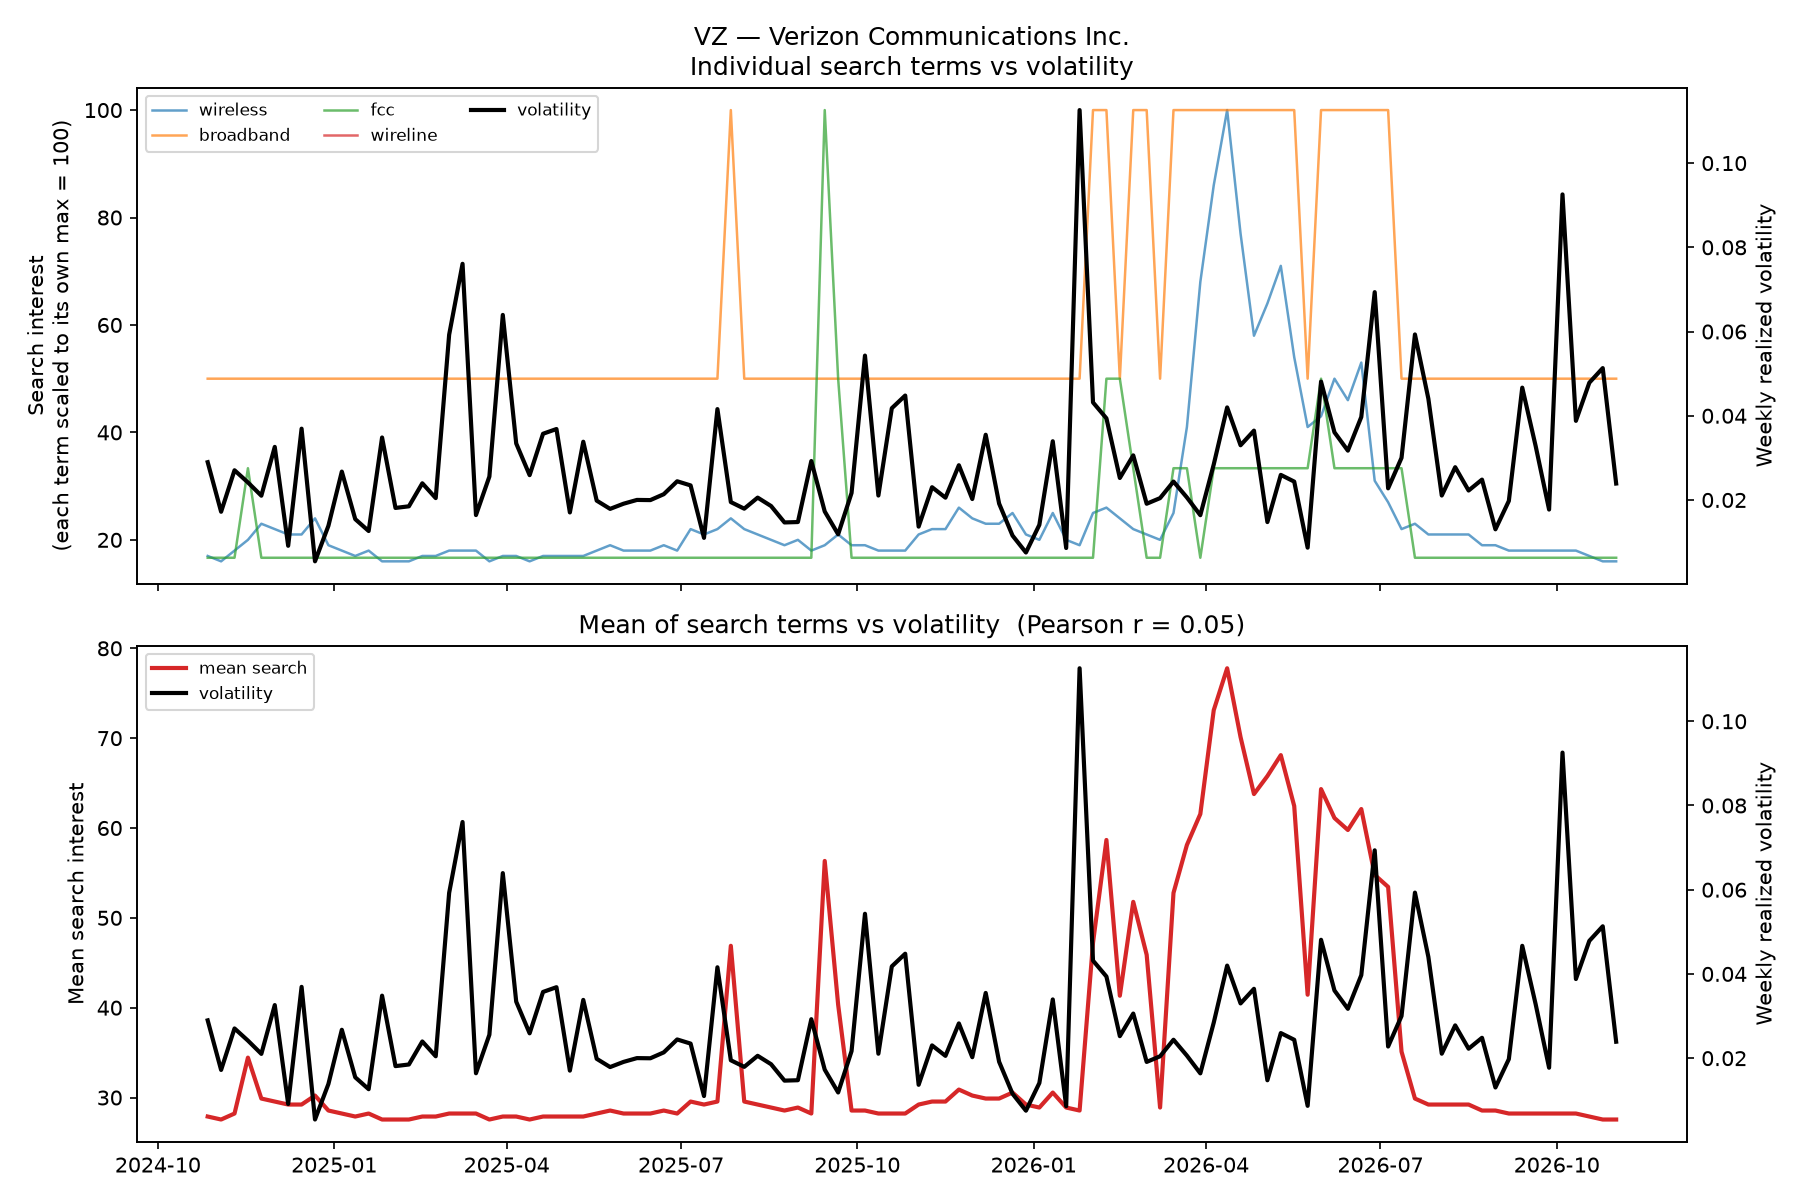 VZ — Verizon Communications Inc.
Individual search terms vs volatility
wireless
broadband
fcc
wireline
volatility
Search interest
(each term scaled to its own max = 100)
100
80
60
40
20
0.10
0.08
0.06
0.04
0.02
Weekly realized volatility
Mean of search terms vs volatility (Pearson r = 0.05)
mean search
volatility
Mean search interest
80
70
60
50
40
30
0.10
0.08
0.06
0.04
0.02
Weekly realized volatility
2024-10
2025-01
2025-04
2025-07
2025-10
2026-01
2026-04
2026-07
2026-10